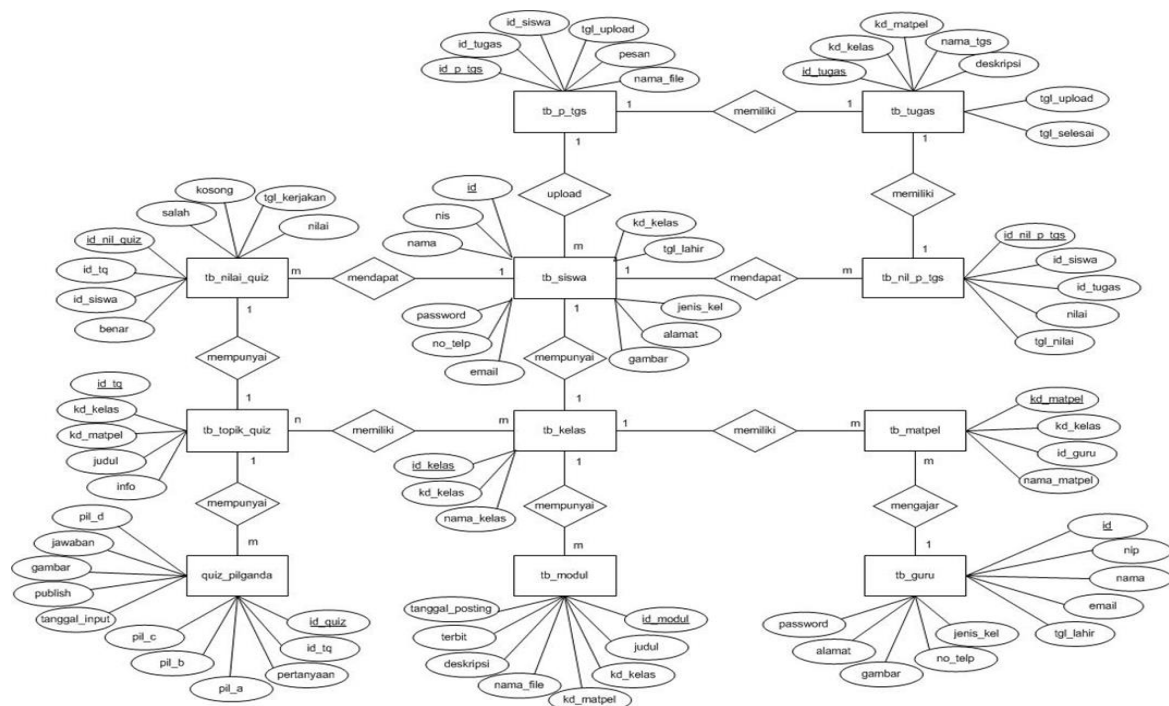 id_siswa
tgl_upload
id_tugas
pesan
id_p_tgs
nama_file
tb_p_tgs
1
memiliki
1
kd_matpel
kd_kelas
nama_tgs
id_tugas
deskripsi
tb_tugas
tgl_upload
tgl_selesai
1
upload
m
1
memiliki
1
kosong
salah
tgl_kerjakan
nilai
id_nil_quiz
id_tq
id_siswa
benar
tb_nilai_quiz
m
mendapat
1
id
nis
nama
kd_kelas
tgl_lahir
tb_siswa
password
no_telp
email
jenis_kel
alamat
gambar
1
mendapat
m
tb_nil_p_tgs
id_nil_p_tgs
id_siswa
id_tugas
nilai
tgl_nilai
1
mempunyai
1
1
mempunyai
1
id_tq
kd_kelas
kd_matpel
judul
info
tb_topik_quiz
n
memiliki
m
tb_kelas
id_kelas
kd_kelas
nama_kelas
1
memiliki
m
tb_matpel
kd_matpel
kd_kelas
id_guru
nama_matpel
1
mempunyai
m
1
mempunyai
m
m
mengajar
1
pil_d
jawaban
gambar
publish
tanggal_input
quiz_pilganda
pil_c
pil_b
pil_a
id_quiz
id_tq
pertanyaan
tb_modul
tanggal_posting
terbit
deskripsi
nama_file
kd_matpel
id_modul
judul
kd_kelas
tb_guru
id
nip
nama
email
tgl_lahir
password
alamat
gambar
jenis_kel
no_telp